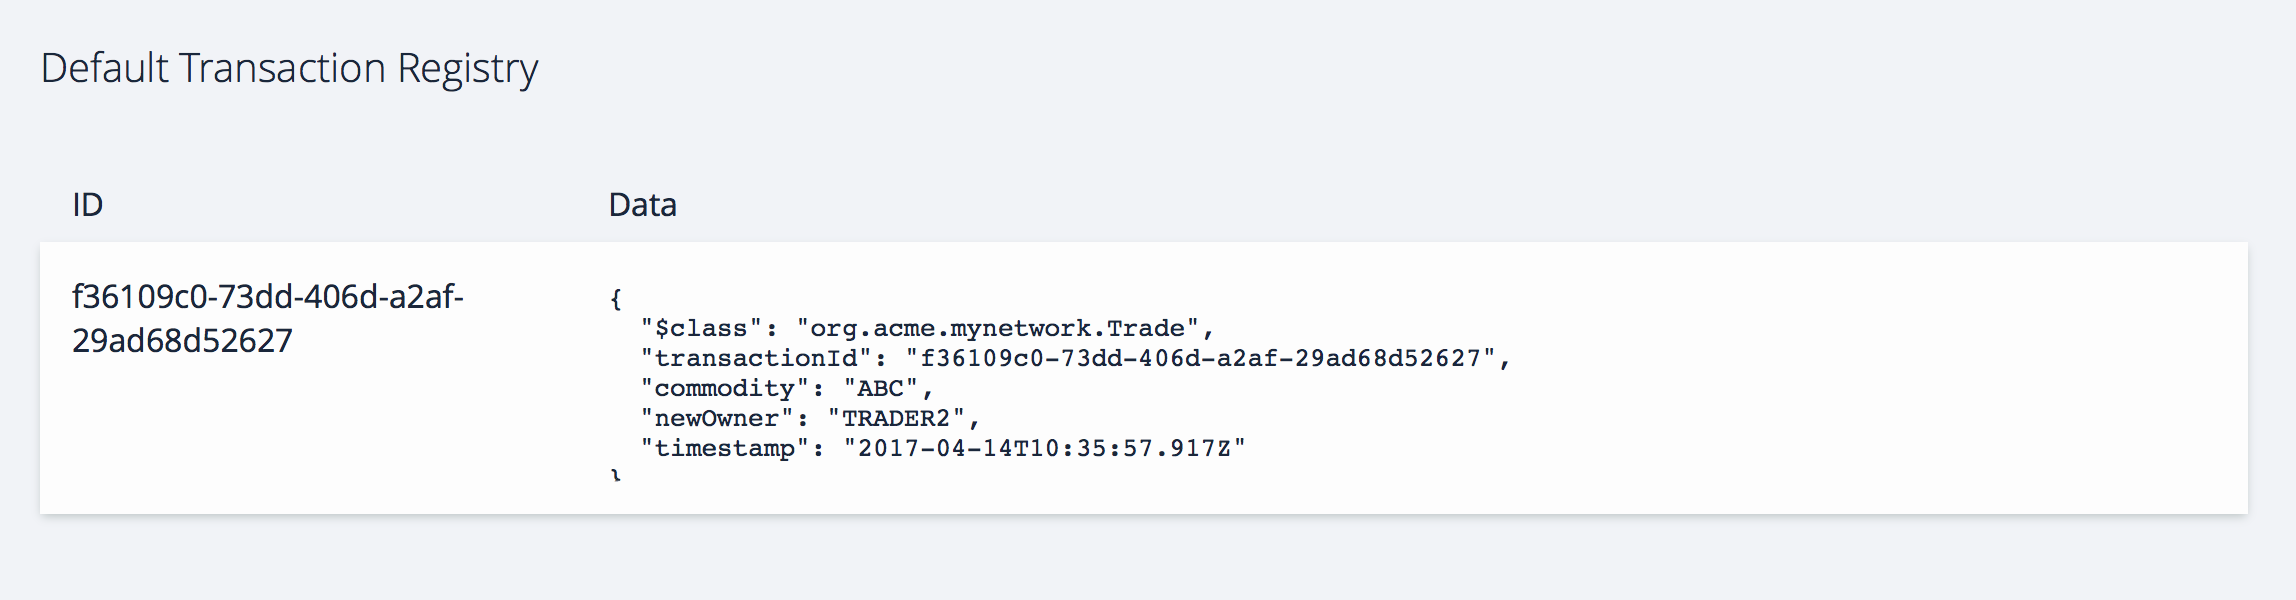 Default Transaction Registry
ID
Data
f36109c0-73dd-406d-a2af-
29ad68d52627
{
  "$class": "org.acme.mynetwork.Trade",
  "transactionId": "f36109c0-73dd-406d-a2af-29ad68d52627",
  "commodity": "ABC",
  "newOwner": "TRADER2",
  "timestamp": "2017-04-14T10:35:57.917Z"
}